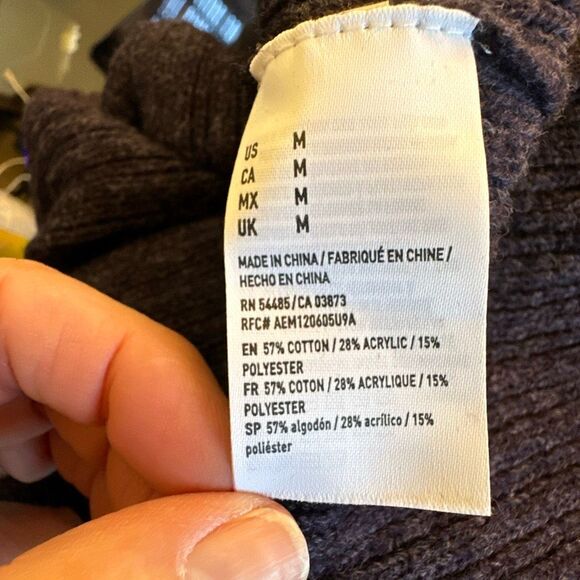 US M
CA M
MX M
UK M
MADE IN CHINA / FABRIQUÉ EN CHINE /
HECHO EN CHINA
RN 54485/CA 03873
RFC# AEM120605U9A
EN 57% COTTON / 28% ACRYLIC / 15%
POLYESTER
FR 57% COTON / 28% ACRYLIQUE / 15%
POLYESTER
SP 57% algodón / 28% acrílico / 15%
poliéster